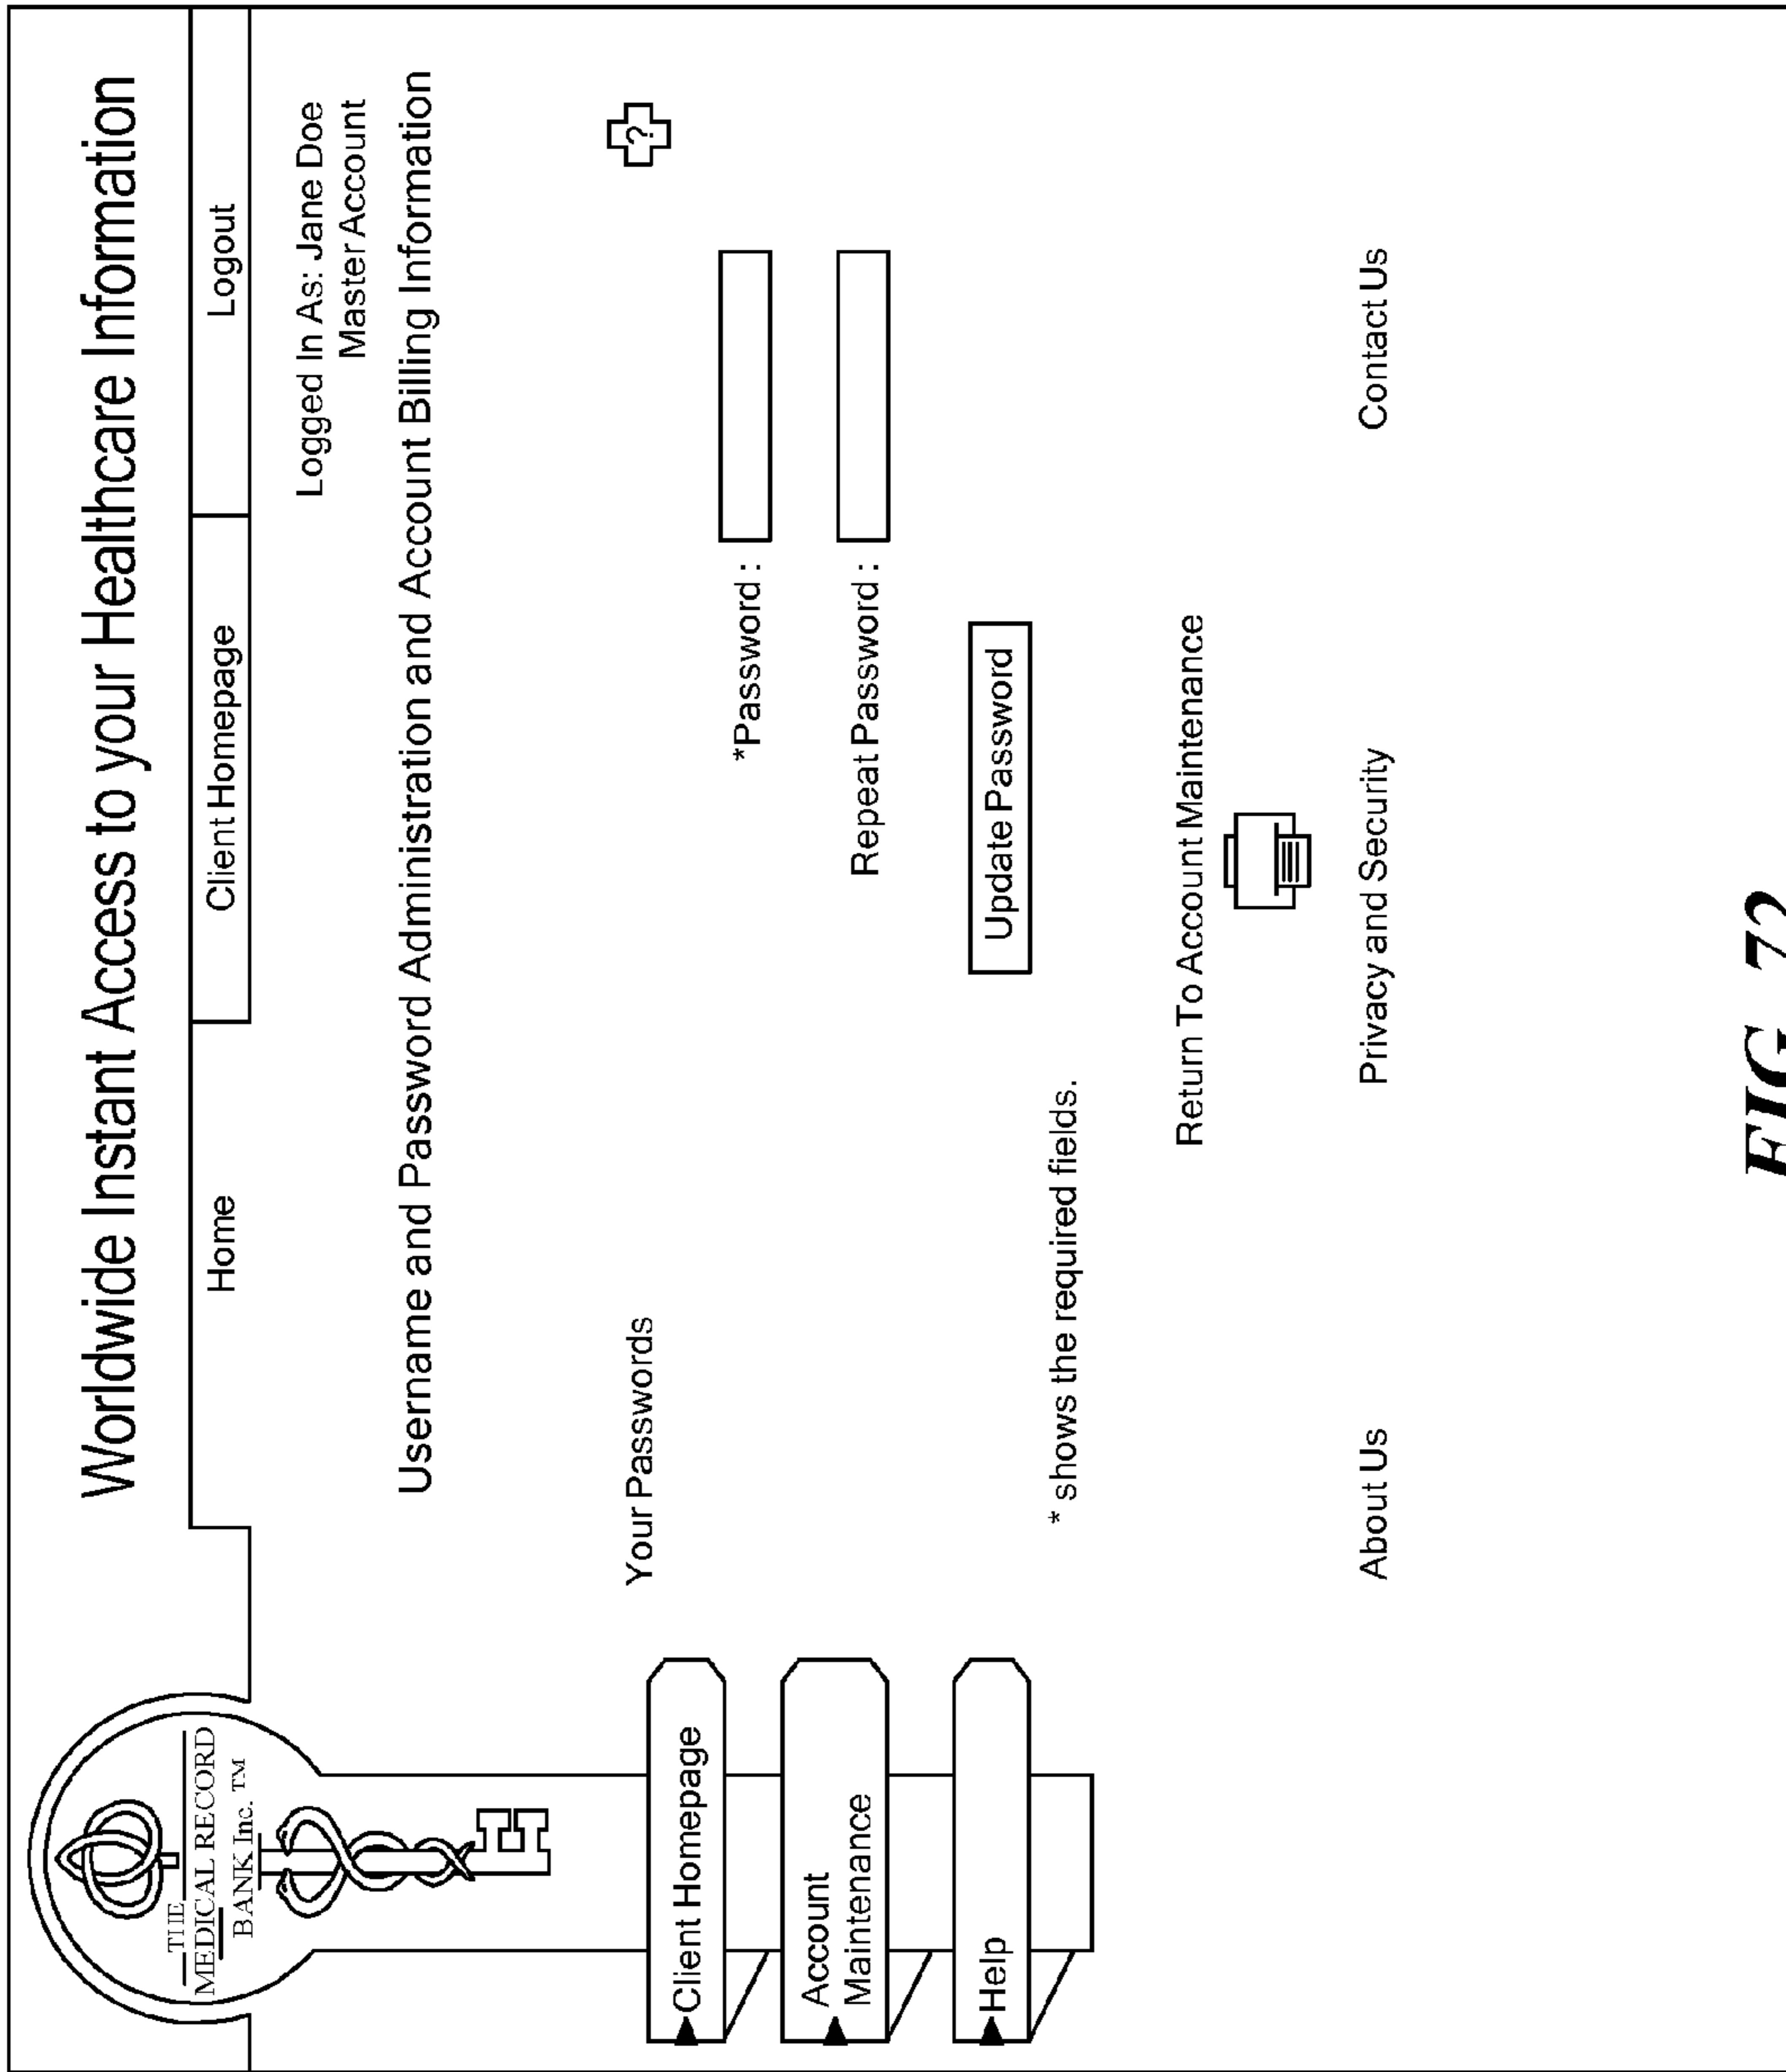 Worldwide Instant Access to your Healthcare Information
THE
MEDICAL RECORD
BANK Inc. TM
Home
Client Homepage
Logout
Logged In As: Jane Doe
Master Account
Username and Password Administration and Account Billing Information
Your Passwords
?
Client Homepage
Account
Maintenance
Help
*Password :
Repeat Password :
Update Password
* shows the required fields.
Return To Account Maintenance
About Us
Privacy and Security
Contact Us
FIG. 72